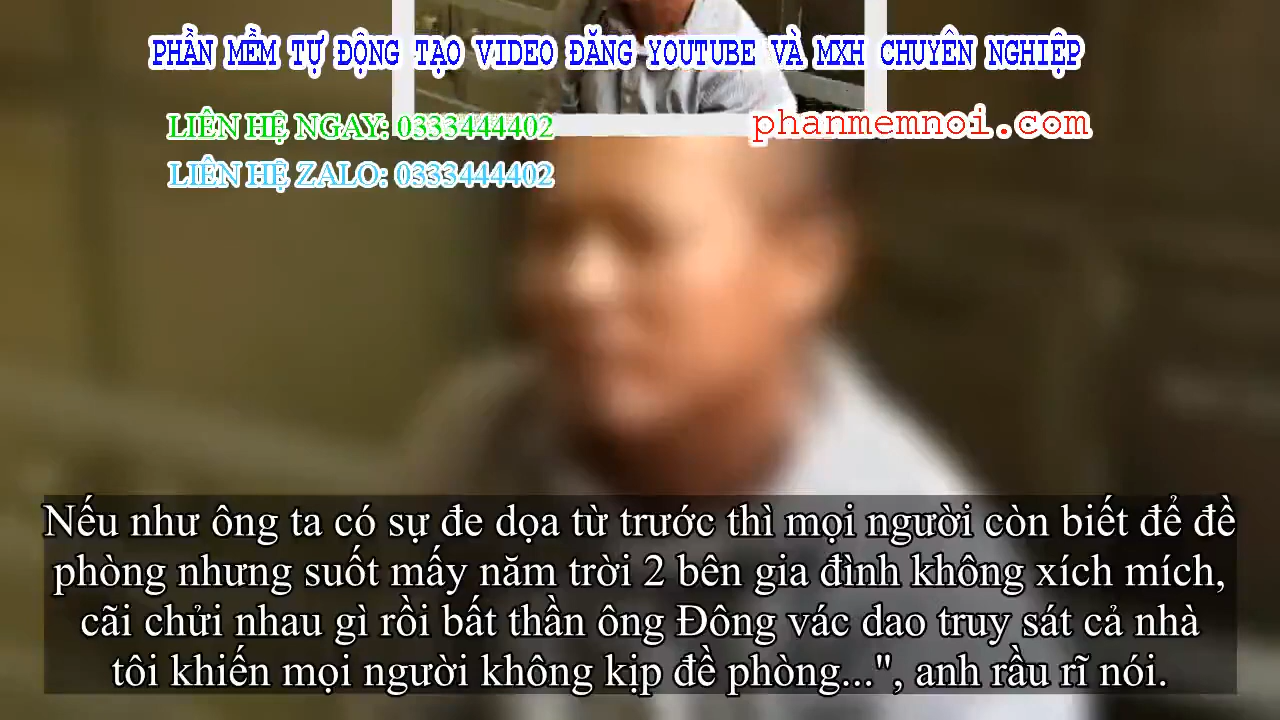 PHẦN MỀM TỰ ĐỘNG TẠO VIDEO ĐĂNG YOUTUBE VÀ MXH CHUYÊN NGHIỆP
LIÊN HỆ NGAY: 0333444402
phanmemnoi.com
LIÊN HỆ ZALO: 0333444402
Nếu như ông ta có sự đe dọa từ trước thì mọi người còn biết để đề
phòng nhưng suốt mấy năm trời 2 bên gia đình không xích mích,
cãi chửi nhau gì rồi bất thần ông Đông vác dao truy sát cả nhà
tôi khiến mọi người không kịp đề phòng...", anh rầu rĩ nói.